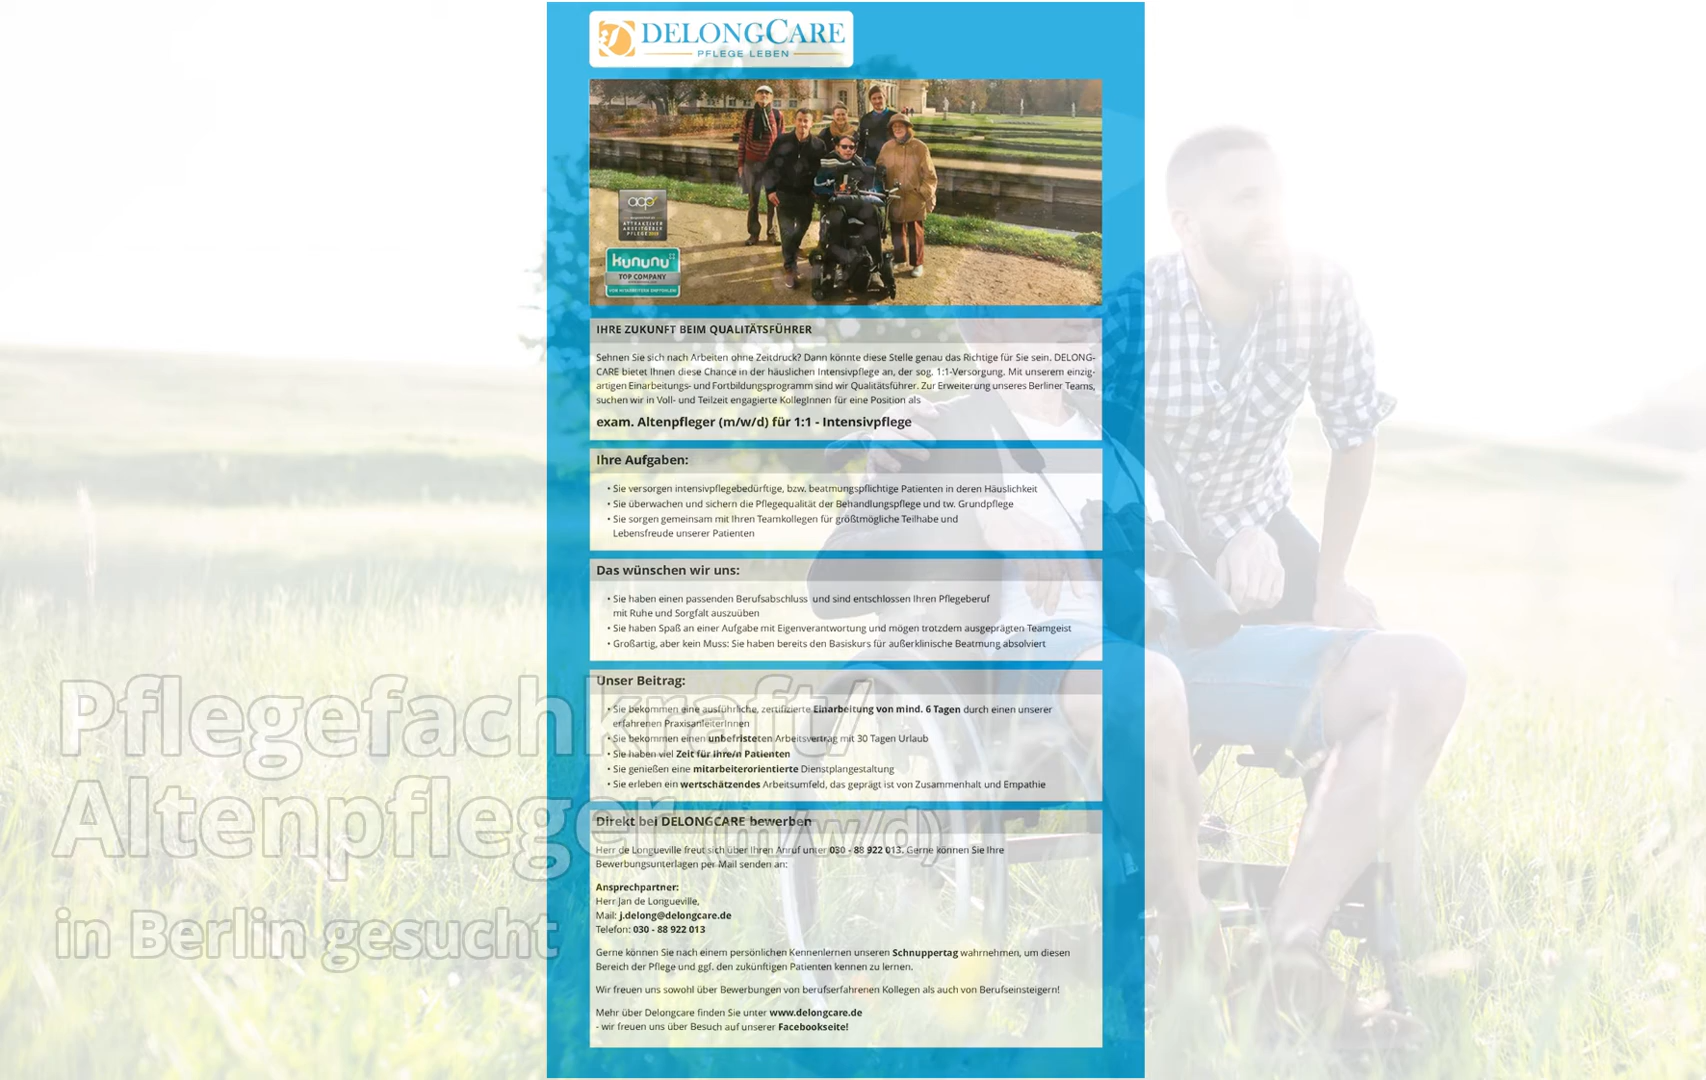 DELONGCARE
PFLEGE LEBEN
acp
ATTRAKTIVER
ARBEITGEBER
PFLEGE
kununu
TOP COMPANY
IHRE ZUKUNFT BEIM QUALITÄTSFÜHRER
Sehnen Sie sich nach Arbeiten ohne Zeitdruck? Dann könnte diese Stelle genau das Richtige für Sie sein. DELONG-
CARE bietet Ihnen diese Chance in der häuslichen Intensivpflege an, der sog. 1:1-Versorgung. Mit unserem einzig-
artigen Einarbeitungs- und Fortbildungsprogramm sind wir Qualitätsführer. Zur Erweiterung unseres Berliner Teams,
suchen wir in Voll- und Teilzeit engagierte KollegInnen für eine Position als
exam. Altenpfleger (m/w/d) für 1:1 - Intensivpflege
Ihre Aufgaben:
• Sie versorgen intensivpflegebedürftige, bzw. beatmungspflichtige Patienten in deren Häuslichkeit
• Sie überwachen und sichern die Pflegequalität der Behandlungspflege und tw. Grundpflege
• Sie sorgen gemeinsam mit Ihren Teamkollegen für größtmögliche Teilhabe und
Lebensfreude unserer Patienten
Das wünschen wir uns:
• Sie haben einen passenden Berufsabschluss und sind entschlossen Ihren Pflegeberuf
mit Ruhe und Sorgfalt auszuüben
• Sie haben Spaß an einer Aufgabe mit Eigenverantwortung und mögen trotzdem ausgeprägten Teamgeist
• Großartig, aber kein Muss: Sie haben bereits den Basiskurs für außerklinische Beatmung absolviert
Unser Beitrag:
• Sie bekommen eine ausführliche, zertifizierte Einarbeitung von mind. 6 Tagen durch einen unserer
erfahrenen PraxisanleiterInnen
• Sie bekommen einen unbefristeten Arbeitsvertrag mit 30 Tagen Urlaub
• Sie haben viel Zeit für Ihre/n Patienten
• Sie genießen eine mitarbeiterorientierte Dienstplangestaltung
• Sie erleben ein wertschätzendes Arbeitsumfeld, das geprägt ist von Zusammenhalt und Empathie
Direkt bei DELONGCARE bewerben
Herr de Longueville freut sich über Ihren Anruf unter 030 - 88 922 013. Gerne können Sie Ihre
Bewerbungsunterlagen per Mail senden an:
Ansprechpartner:
Herr Jan de Longueville,
Mail: j.delong@delongcare.de
Telefon: 030 - 88 922 013
Gerne können Sie nach einem persönlichen Kennenlernen unseren Schnuppertag wahrnehmen, um diesen
Bereich der Pflege und ggf. den zukünftigen Patienten kennen zu lernen.
Wir freuen uns sowohl über Bewerbungen von berufserfahrenen Kollegen als auch von Berufseinsteigern!
Mehr über Delongcare finden Sie unter www.delongcare.de
- wir freuen uns über Besuch auf unserer Facebookseite!
Pflegefachkraft/
Altenpfleger (m/w/d)
in Berlin gesucht